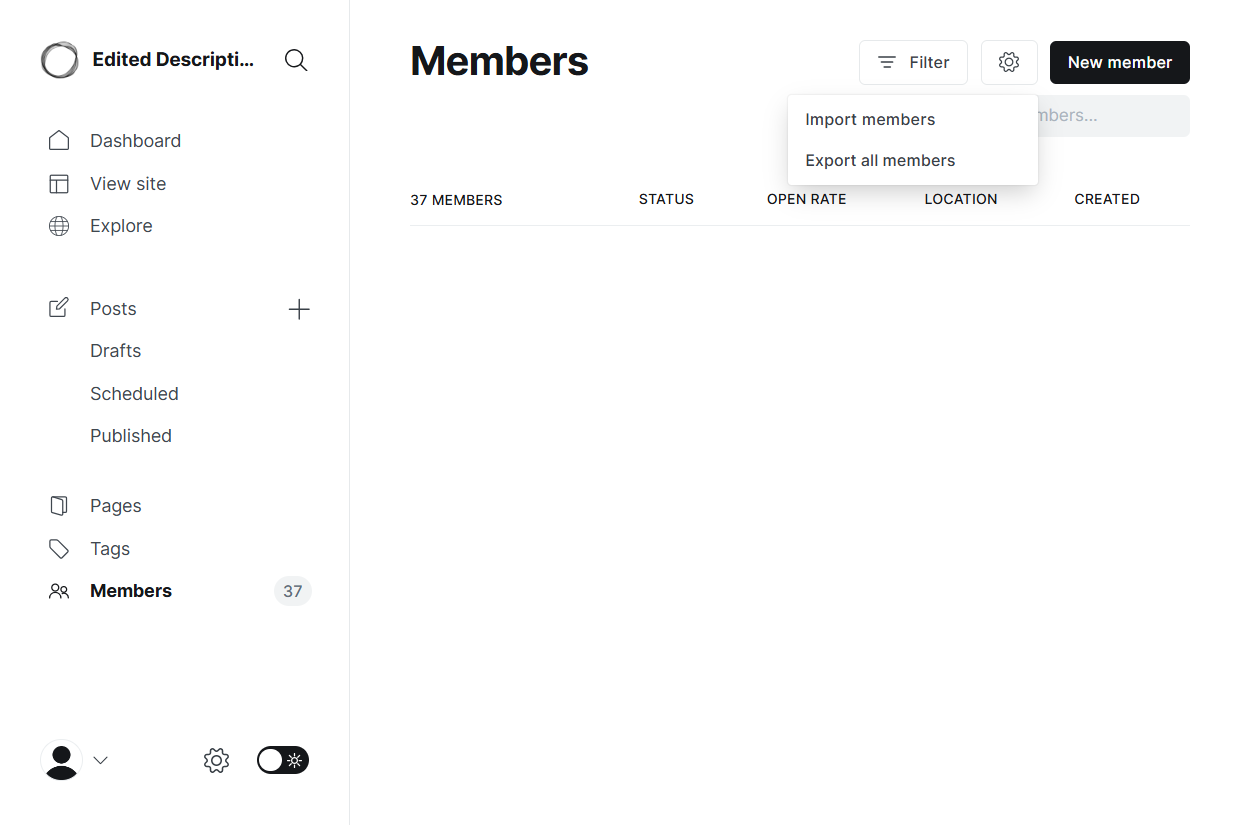 Edited Descripti...
Dashboard
View site
Explore
Posts
Drafts
Scheduled
Published
Pages
Tags
Members
37
Members
Filter
New member
Import members
Export all members
37 MEMBERS
STATUS
OPEN RATE
LOCATION
CREATED